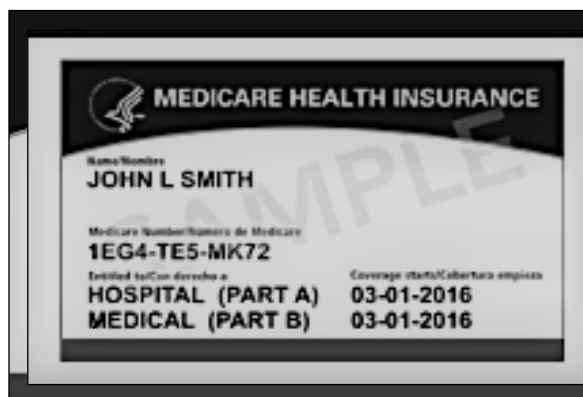 MEDICARE HEALTH INSURANCE
SAMPLE
Name/Nombre
JOHN L SMITH
Medicare Number/Número de Medicare
1EG4-TE5-MK72
Entitled to/Con derecho a Coverage starts/Cobertura empieza
HOSPITAL (PART A) 03-01-2016
MEDICAL (PART B) 03-01-2016